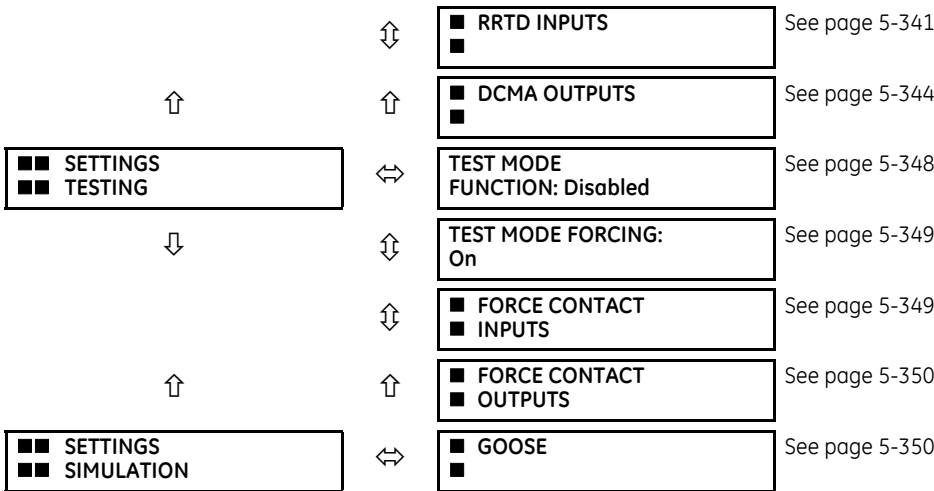 ■ RRTD INPUTS
■
See page 5-341
■ DCMA OUTPUTS
■
See page 5-344
■■ SETTINGS
■■ TESTING
TEST MODE
FUNCTION: Disabled
See page 5-348
TEST MODE FORCING:
On
See page 5-349
■ FORCE CONTACT
■ INPUTS
See page 5-349
■ FORCE CONTACT
■ OUTPUTS
See page 5-350
■■ SETTINGS
■■ SIMULATION
■ GOOSE
■
See page 5-350